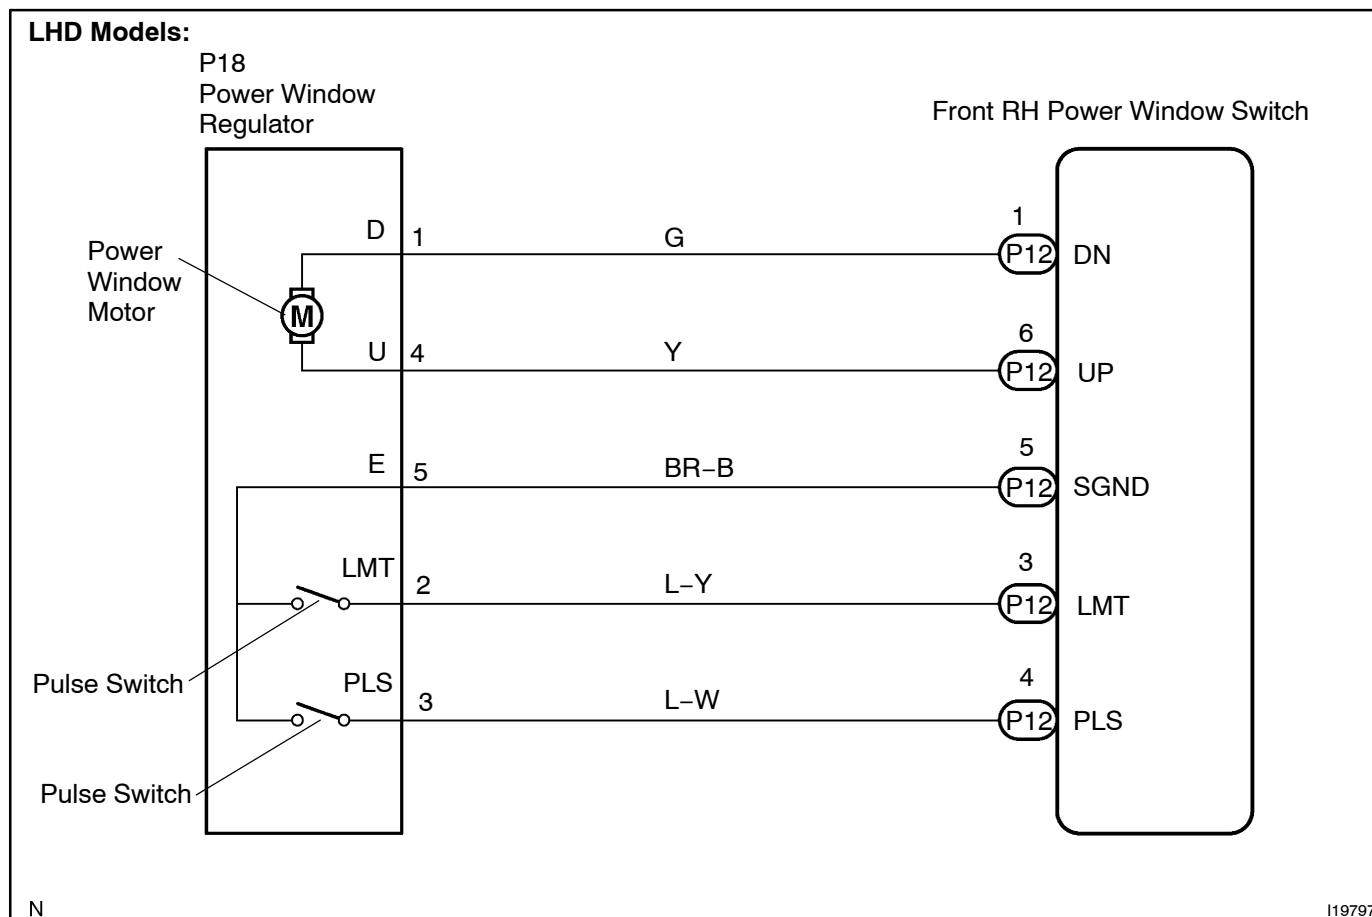 LHD Models:
P18
Power Window
Regulator
Front RH Power Window Switch
D
1
G
1
P12
DN
Power
Window
Motor
M
U
4
Y
6
P12
UP
E
5
BR–B
5
P12
SGND
LMT
2
L–Y
3
P12
LMT
Pulse Switch
PLS
3
L–W
4
P12
PLS
Pulse Switch
N
I19797